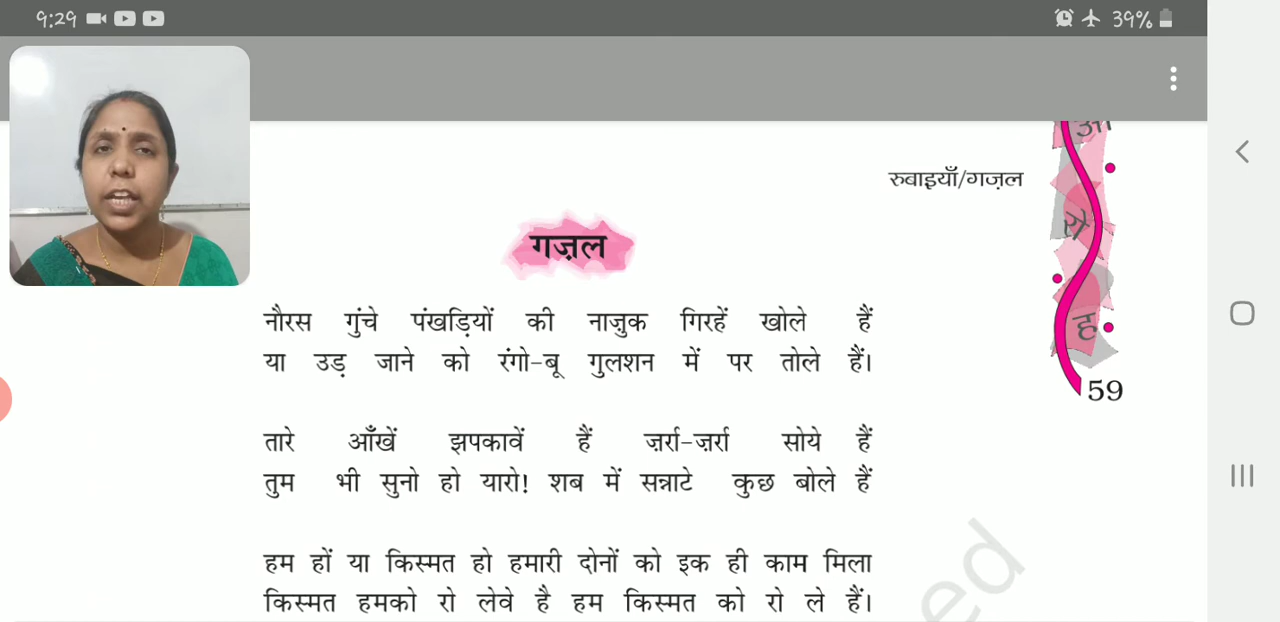 9:29
39%
रुबाइयाँ/गज़ल
गज़ल
नौरस गुंचे पंखड़ियों की नाज़ुक गिरहें खोले हैं
या उड़ जाने को रंगो-बू गुलशन में पर तोले हैं।
तारे आँखें झपकावें हैं ज़र्रा-ज़र्रा सोये हैं
तुम भी सुनो हो यारो! शब में सन्नाटे कुछ बोले हैं
हम हों या किस्मत हो हमारी दोनों को इक ही काम मिला
किस्मत हमको रो लेवे है हम किस्मत को रो ले हैं।
आ
रो
ह
59
ed